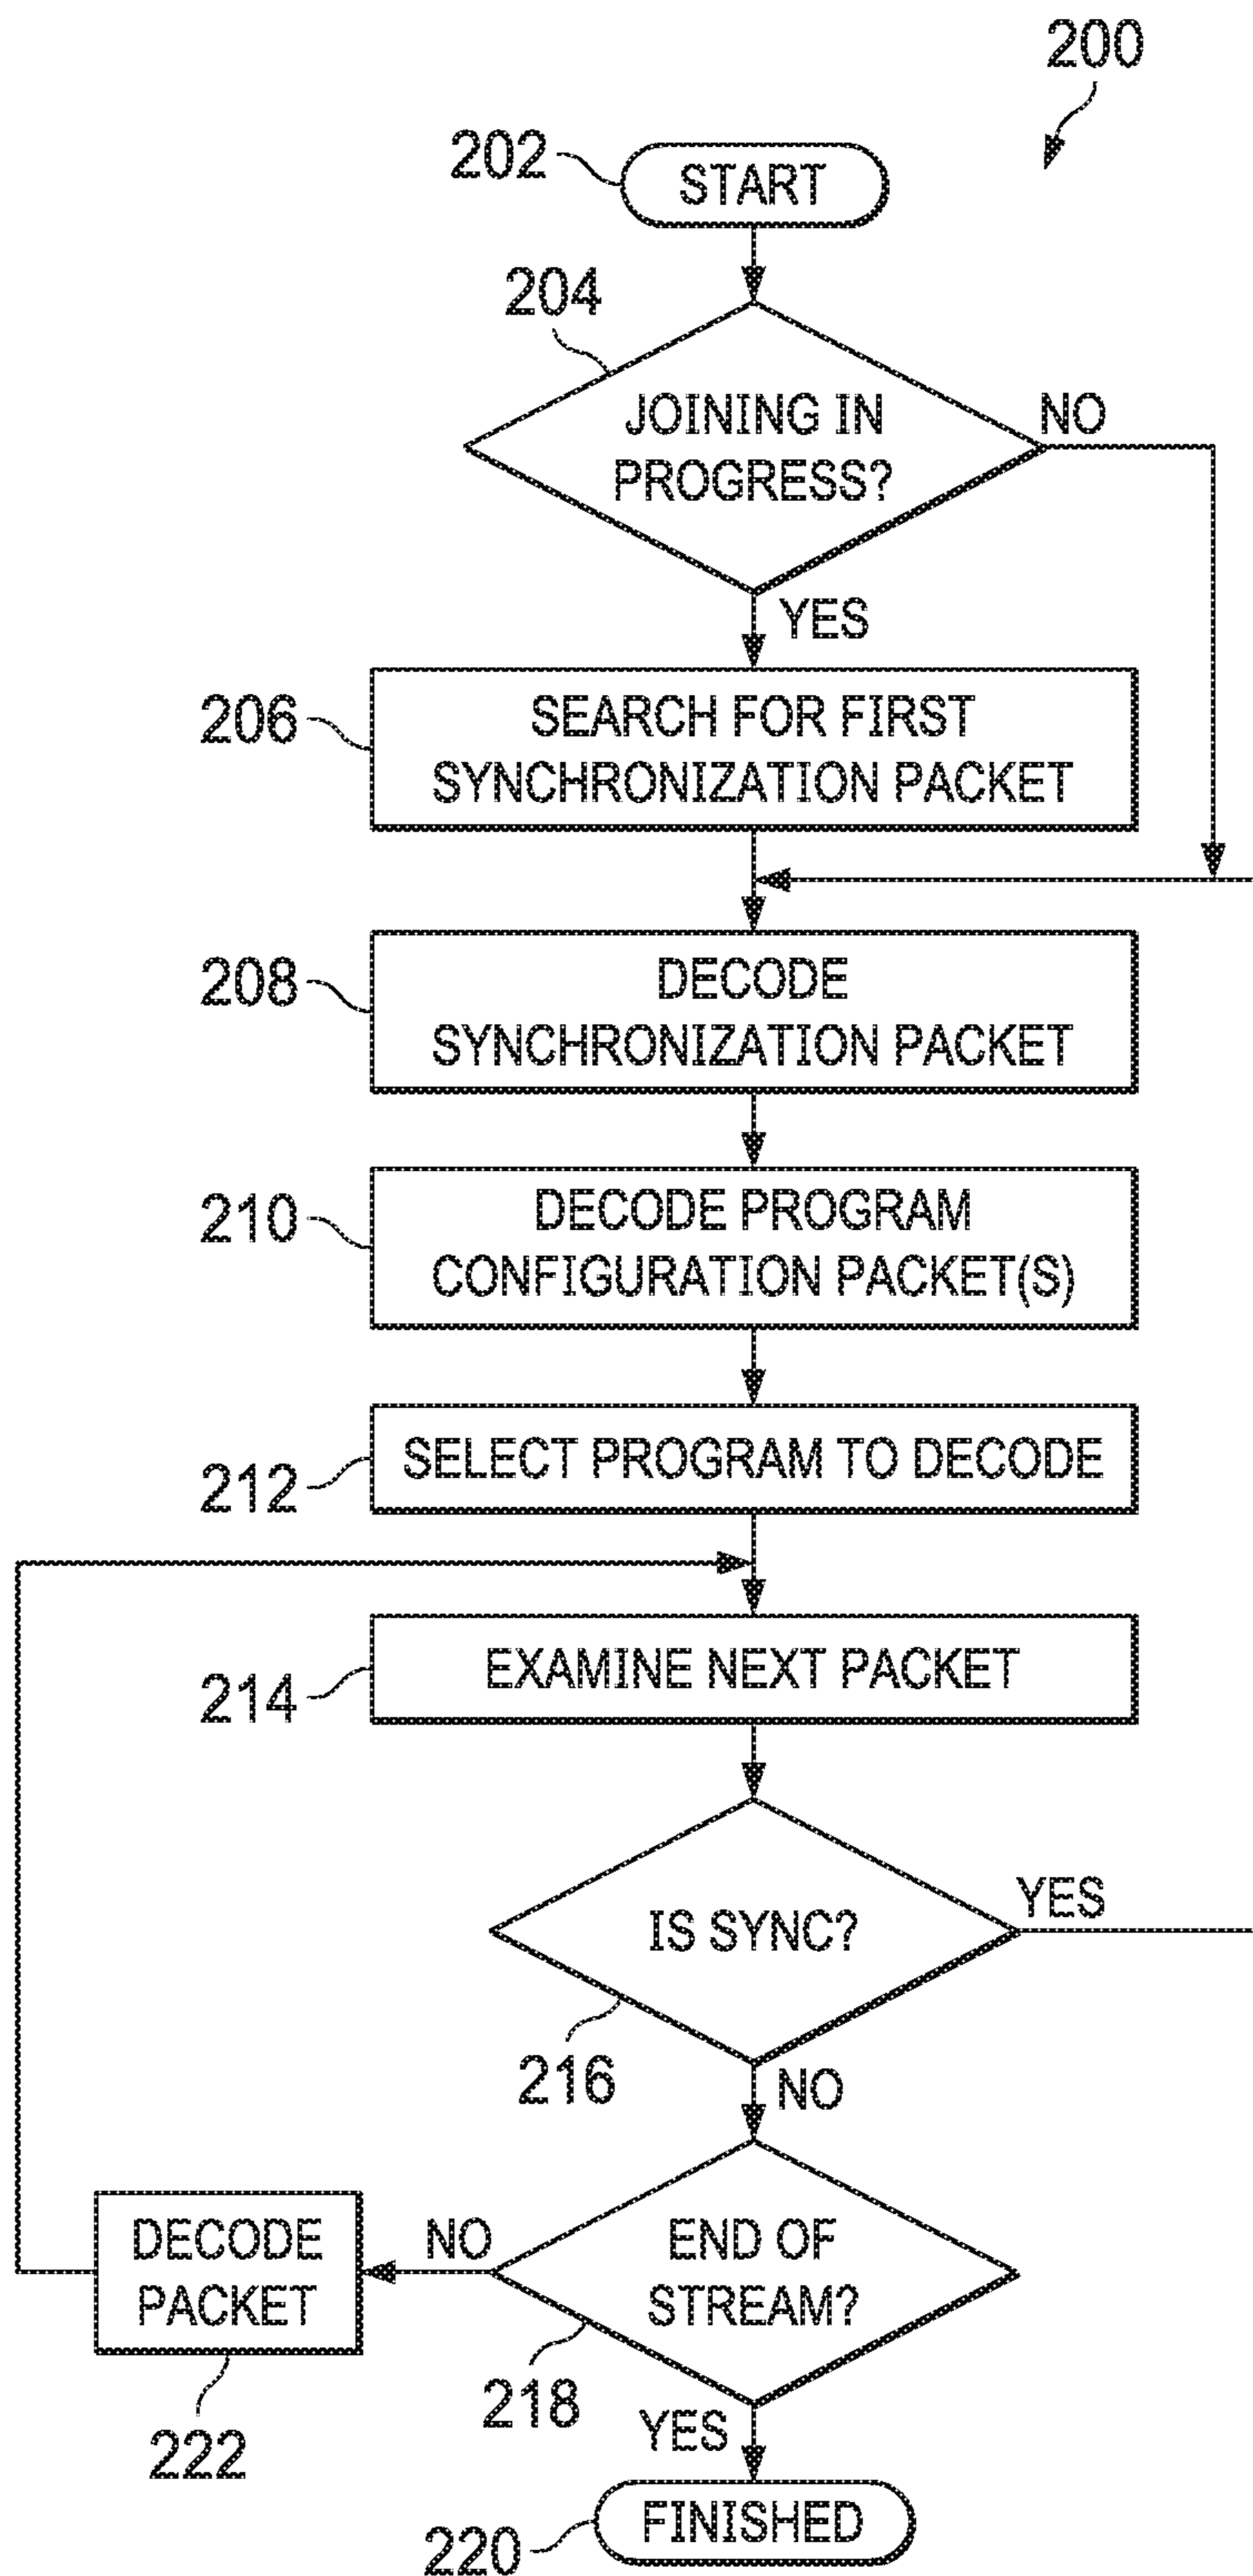 200
202
START
204
JOINING IN
PROGRESS?
NO
YES
206
SEARCH FOR FIRST
SYNCHRONIZATION PACKET
208
DECODE
SYNCHRONIZATION PACKET
210
DECODE PROGRAM
CONFIGURATION PACKET(S)
212
SELECT PROGRAM TO DECODE
214
EXAMINE NEXT PACKET
IS SYNC?
YES
216
NO
END OF
STREAM?
NO
DECODE
PACKET
218
222
YES
220
FINISHED